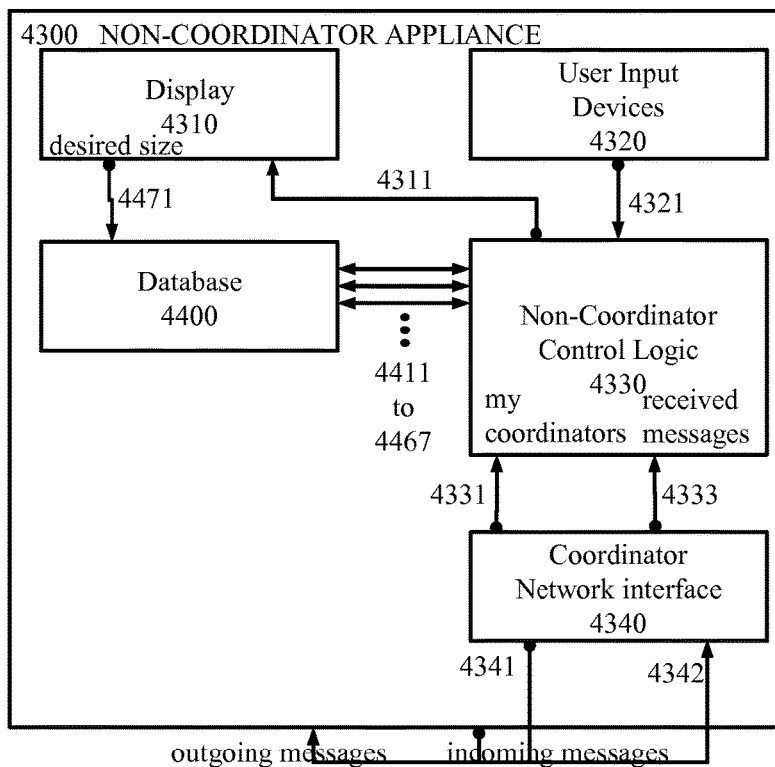 4300 NON-COORDINATOR APPLIANCE
Display
4310
desired size
User Input
Devices
4320
4471
4311
4321
Database
4400
4411
to
4467
Non-Coordinator
Control Logic
4330
my
coordinators
received
messages
4331
4333
Coordinator
Network interface
4340
4341
4342
outgoing messages
incoming messages